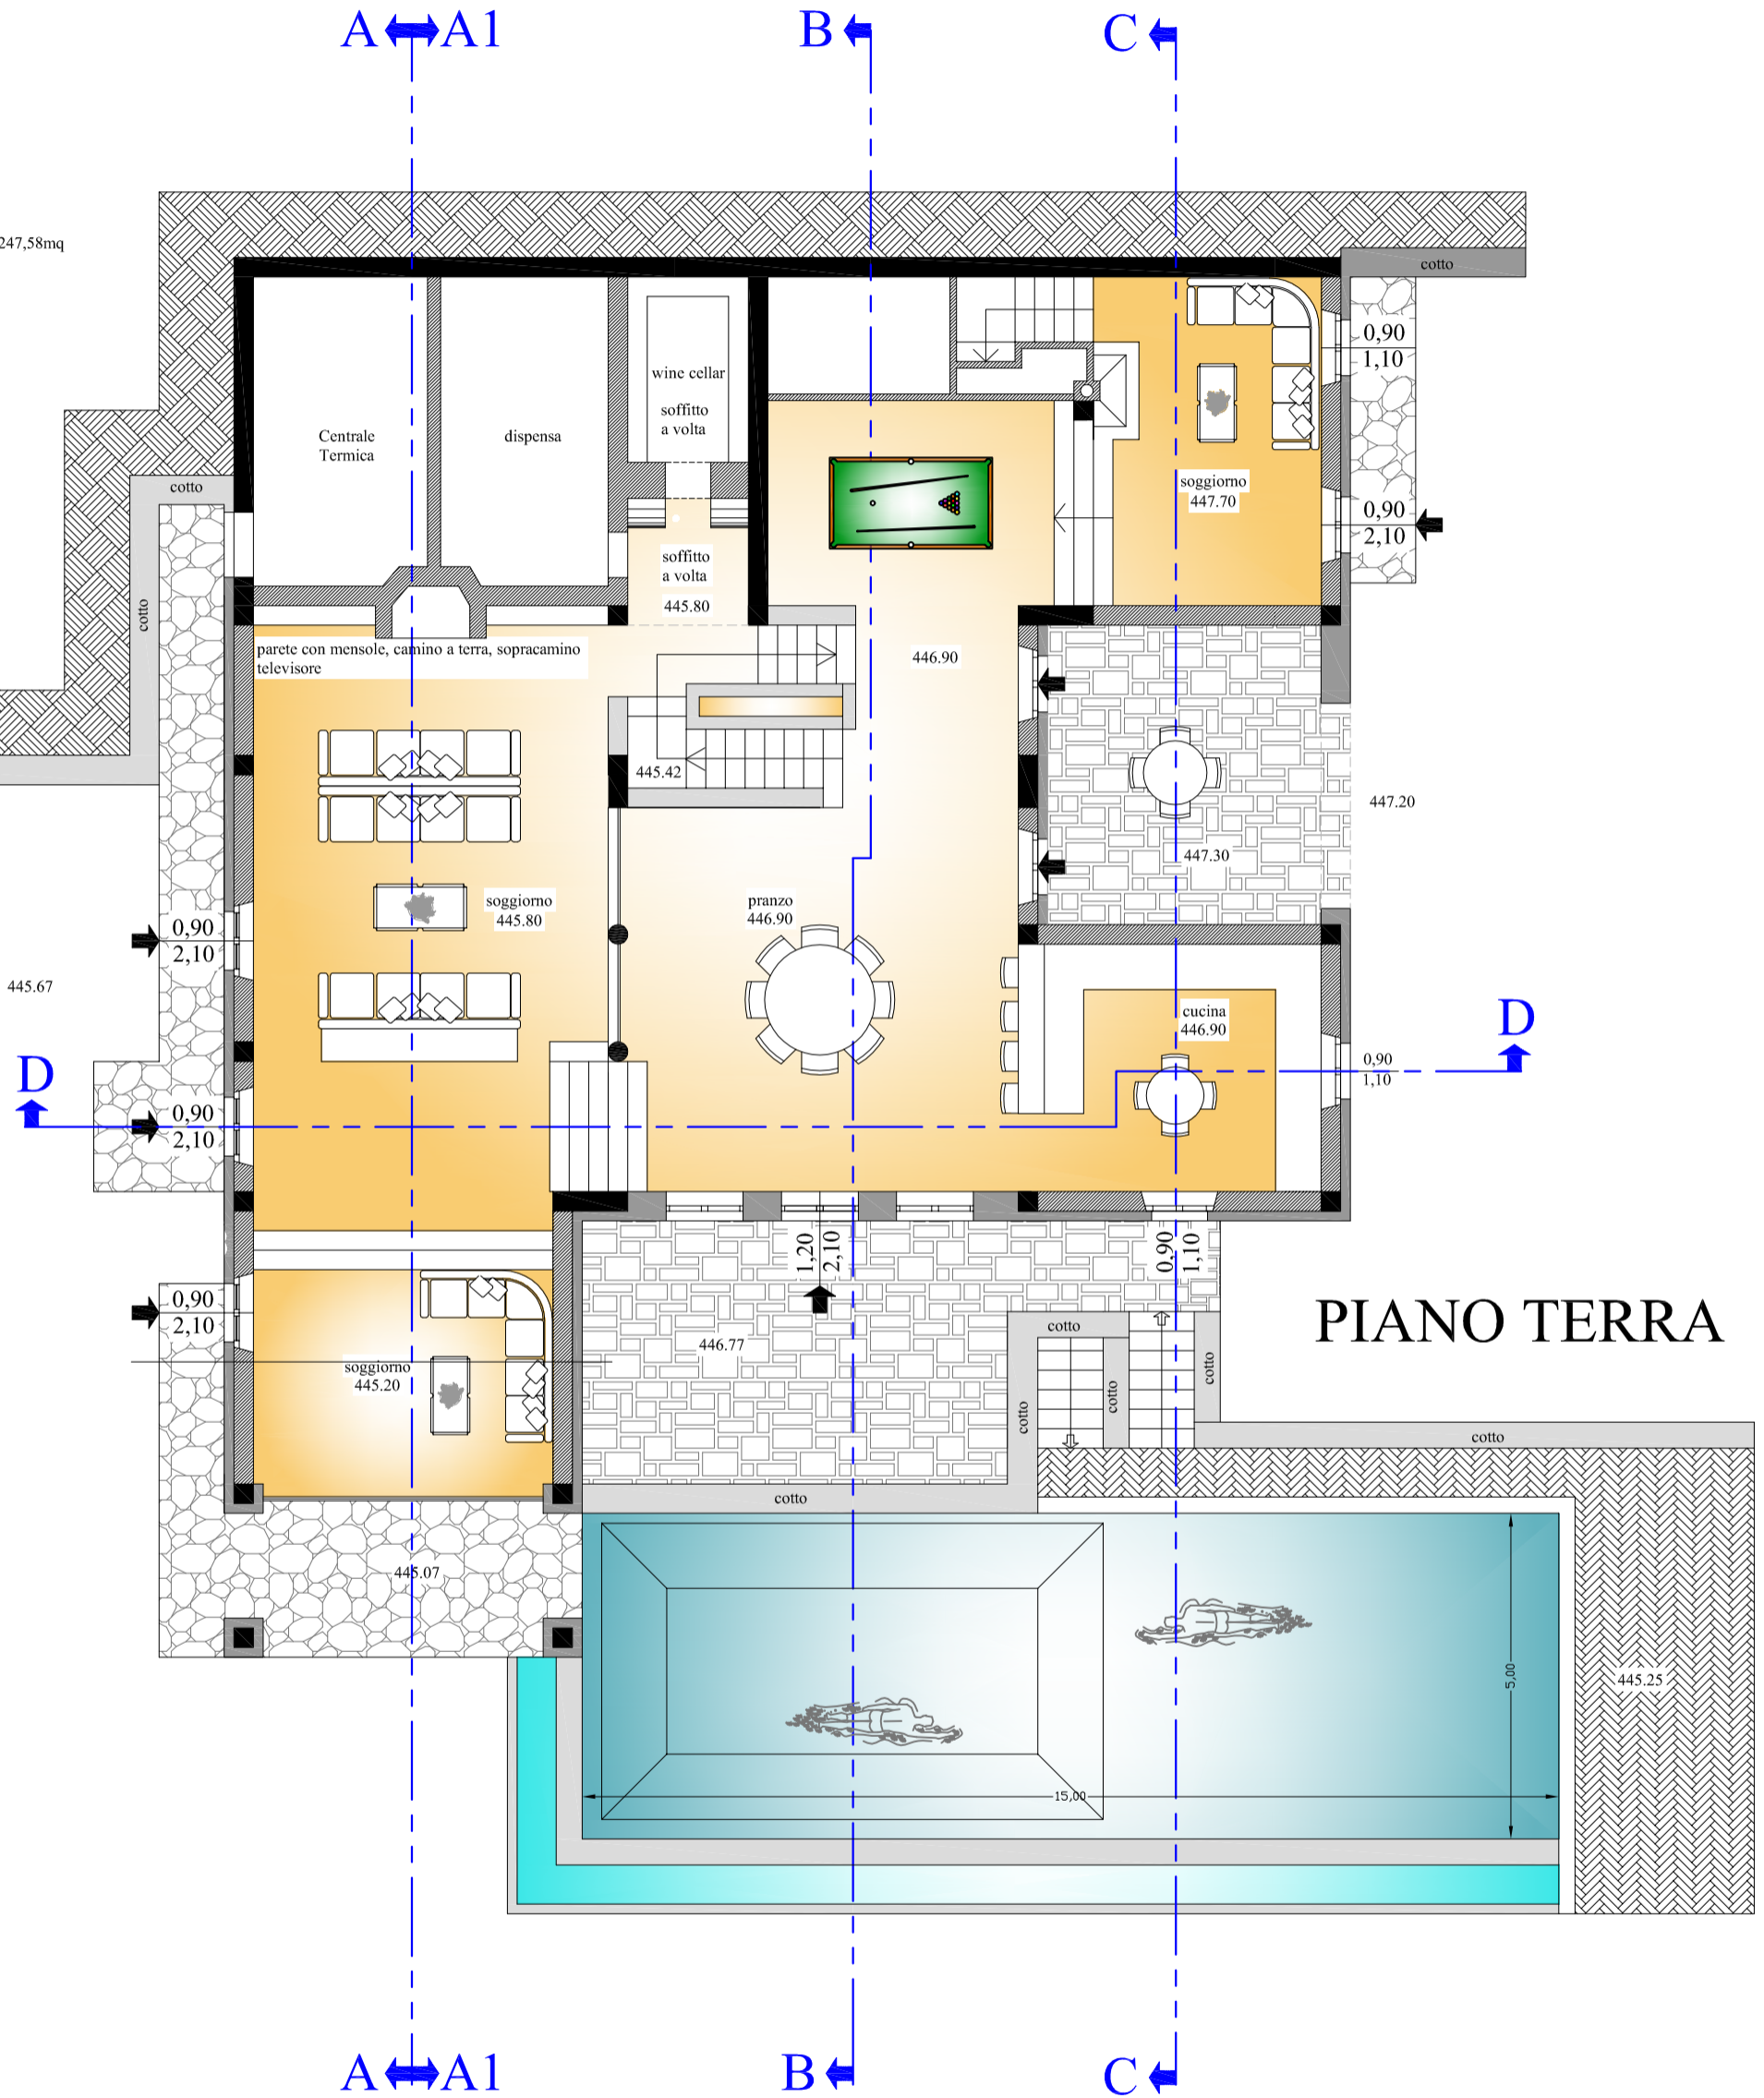 A A1
B
C
247,58mq
cotto
0,90
1,10
wine cellar
soffitto
a volta
Centrale
Termica
dispensa
cotto
soggiorno
447.70
0,90
2,10
soffitto
a volta
445.80
cotto
parete con mensole, camino a terra, sopracamino
televisore
446.90
445.42
447.20
447.30
soggiorno
445.80
pranzo
446.90
0,90
2,10
445.67
cucina
446.90
D
D
0,90
1,10
0,90
2,10
1,20
2,10
0,90
1,10
0,90
2,10
PIANO TERRA
cotto
446.77
soggiorno
445.20
cotto
cotto
cotto
cotto
cotto
445.07
5,00
445.25
15,00
A A1
B
C